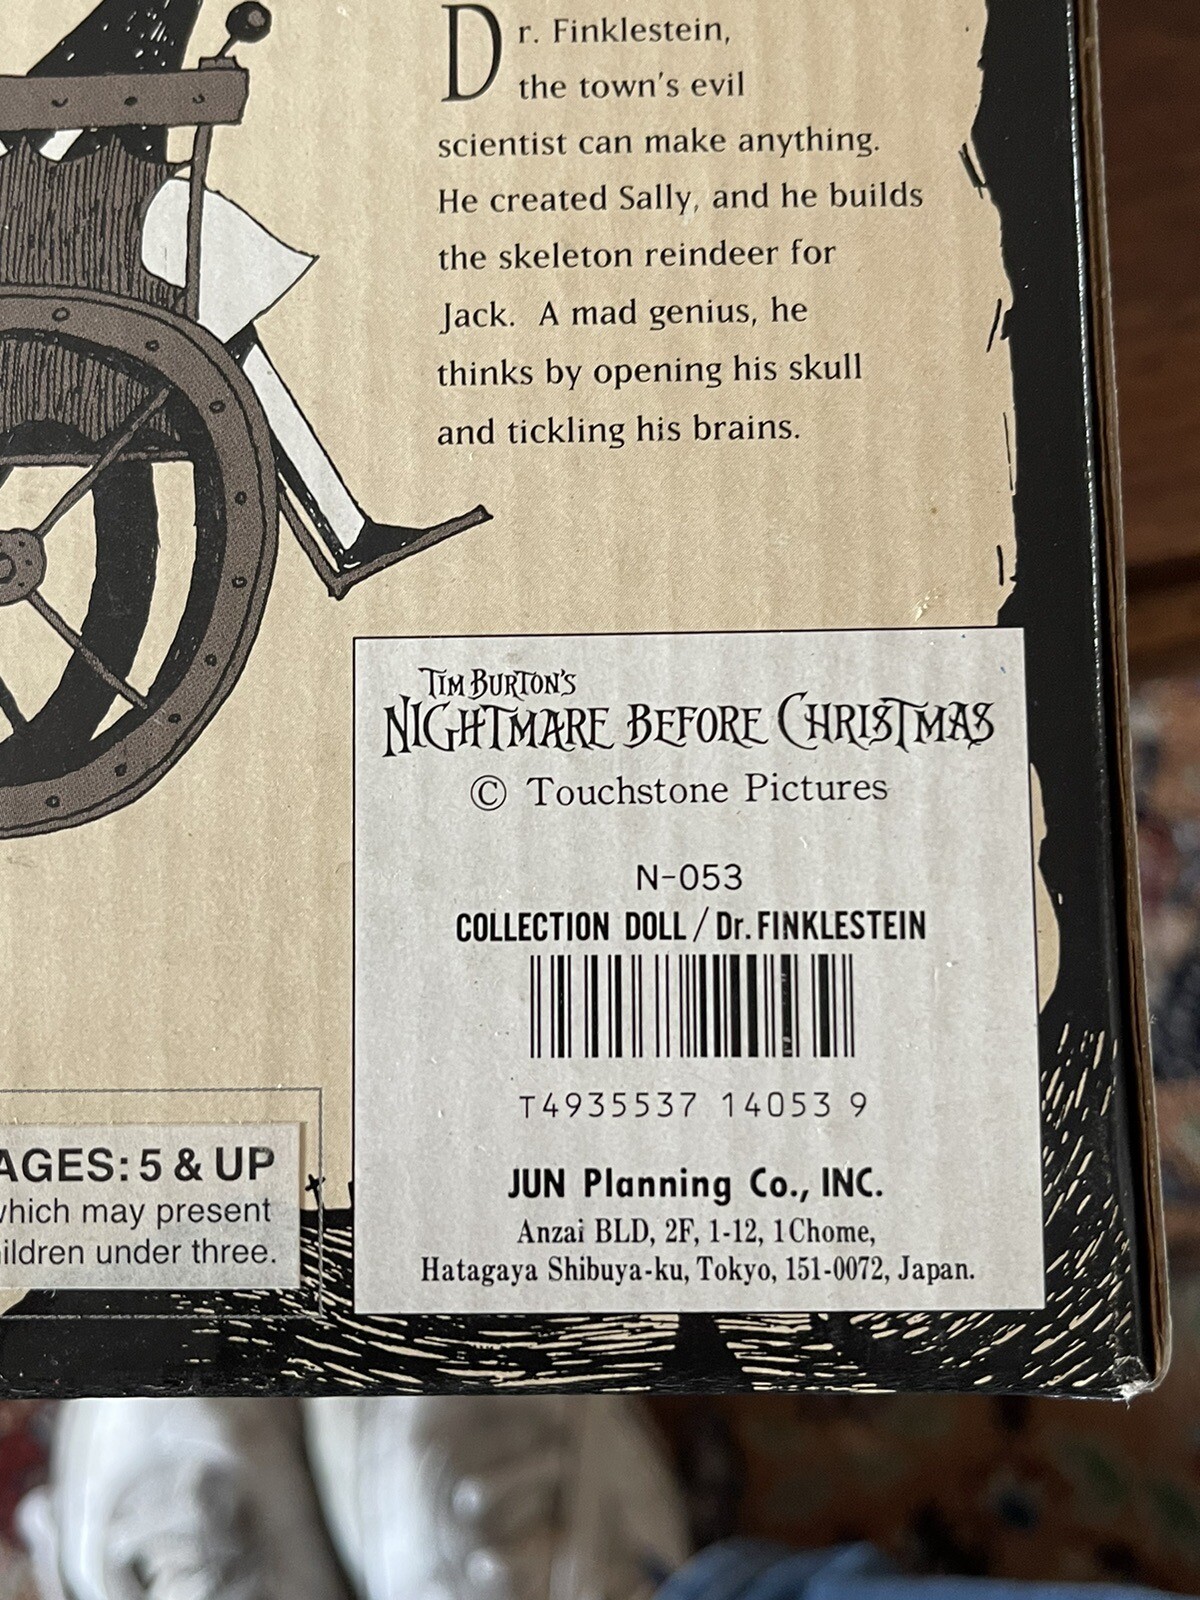 Dr. Finklestein,
the town's evil
scientist can make anything.
He created Sally, and he builds
the skeleton reindeer for
Jack. A mad genius, he
thinks by opening his skull
and tickling his brains.
TIM BURTON'S
NIGHTMARE BEFORE CHRISTMAS
© Touchstone Pictures
N-053
COLLECTION DOLL / Dr. FINKLESTEIN
T4935537 14053 9
JUN Planning Co., INC.
Anzai BLD, 2F, 1-12, 1Chome,
Hatagaya Shibuya-ku, Tokyo, 151-0072, Japan.
AGES: 5 & UP
which may present
children under three.